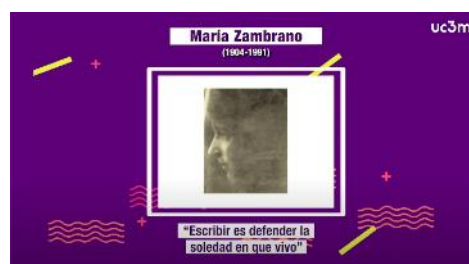 uc3m
María Zambrano
(1904-1991)
“Escribir es defender la
soledad en que vivo”